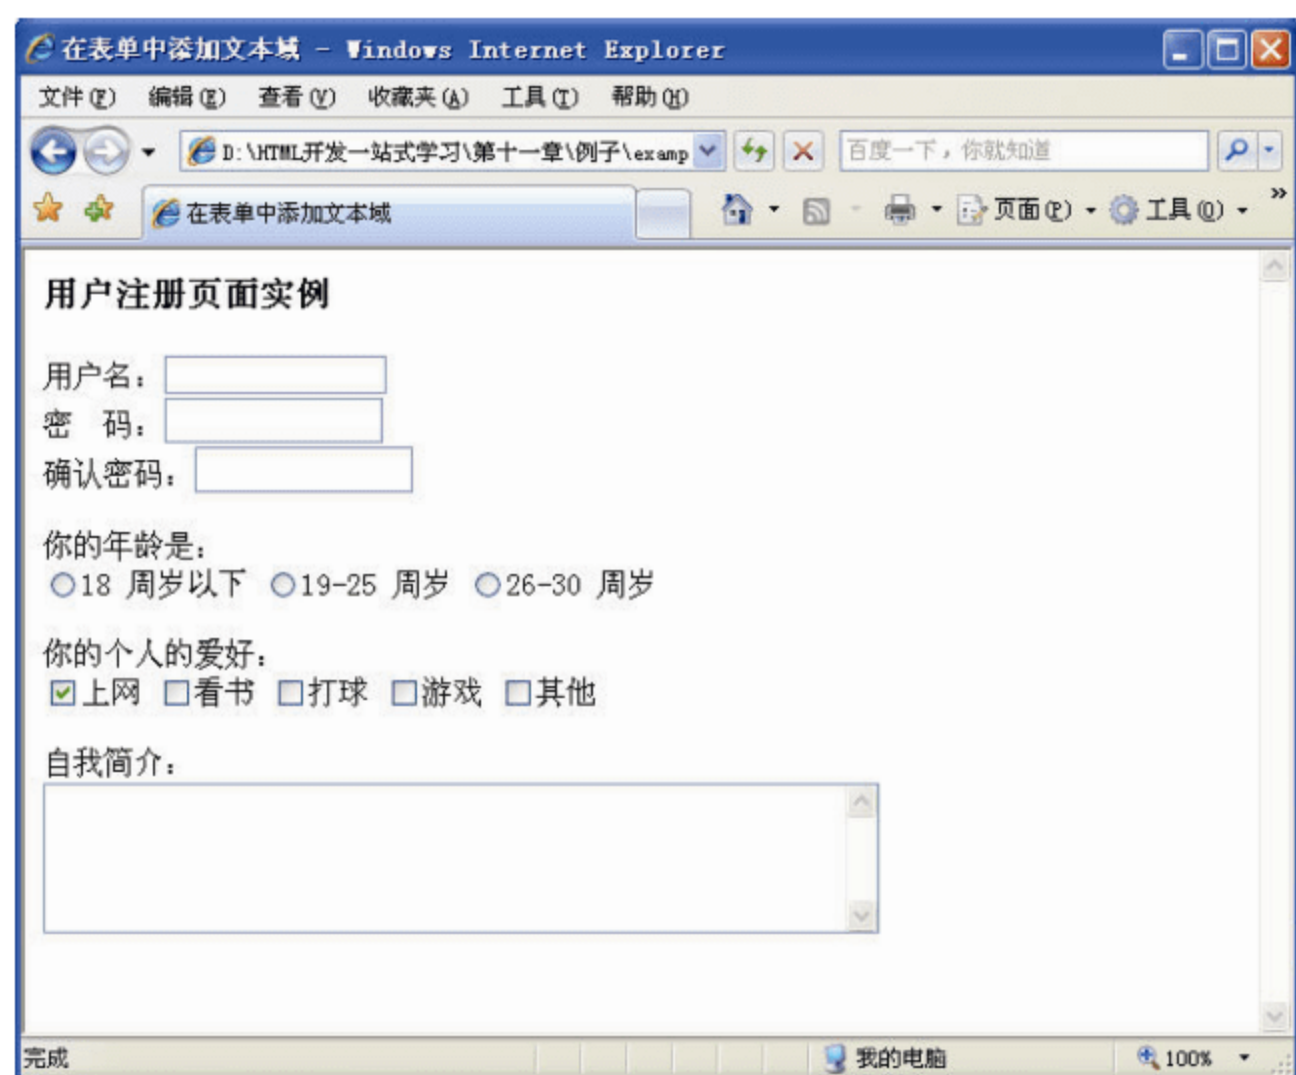 在表单中添加文本域 - Windows Internet Explorer
文件(F) 编辑(E) 查看(V) 收藏夹(A) 工具(T) 帮助(H)
D:\HTML开发一站式学习\第十一章\例子\examp 百度一下，你就知道
在表单中添加文本域 页面(P) 工具(O) »
用户注册页面实例
用户名：
密 码：
确认密码：
你的年龄是：
18 周岁以下 19-25 周岁 26-30 周岁
你的个人的爱好：
上网 看书 打球 游戏 其他
自我简介：
完成 我的电脑 100%